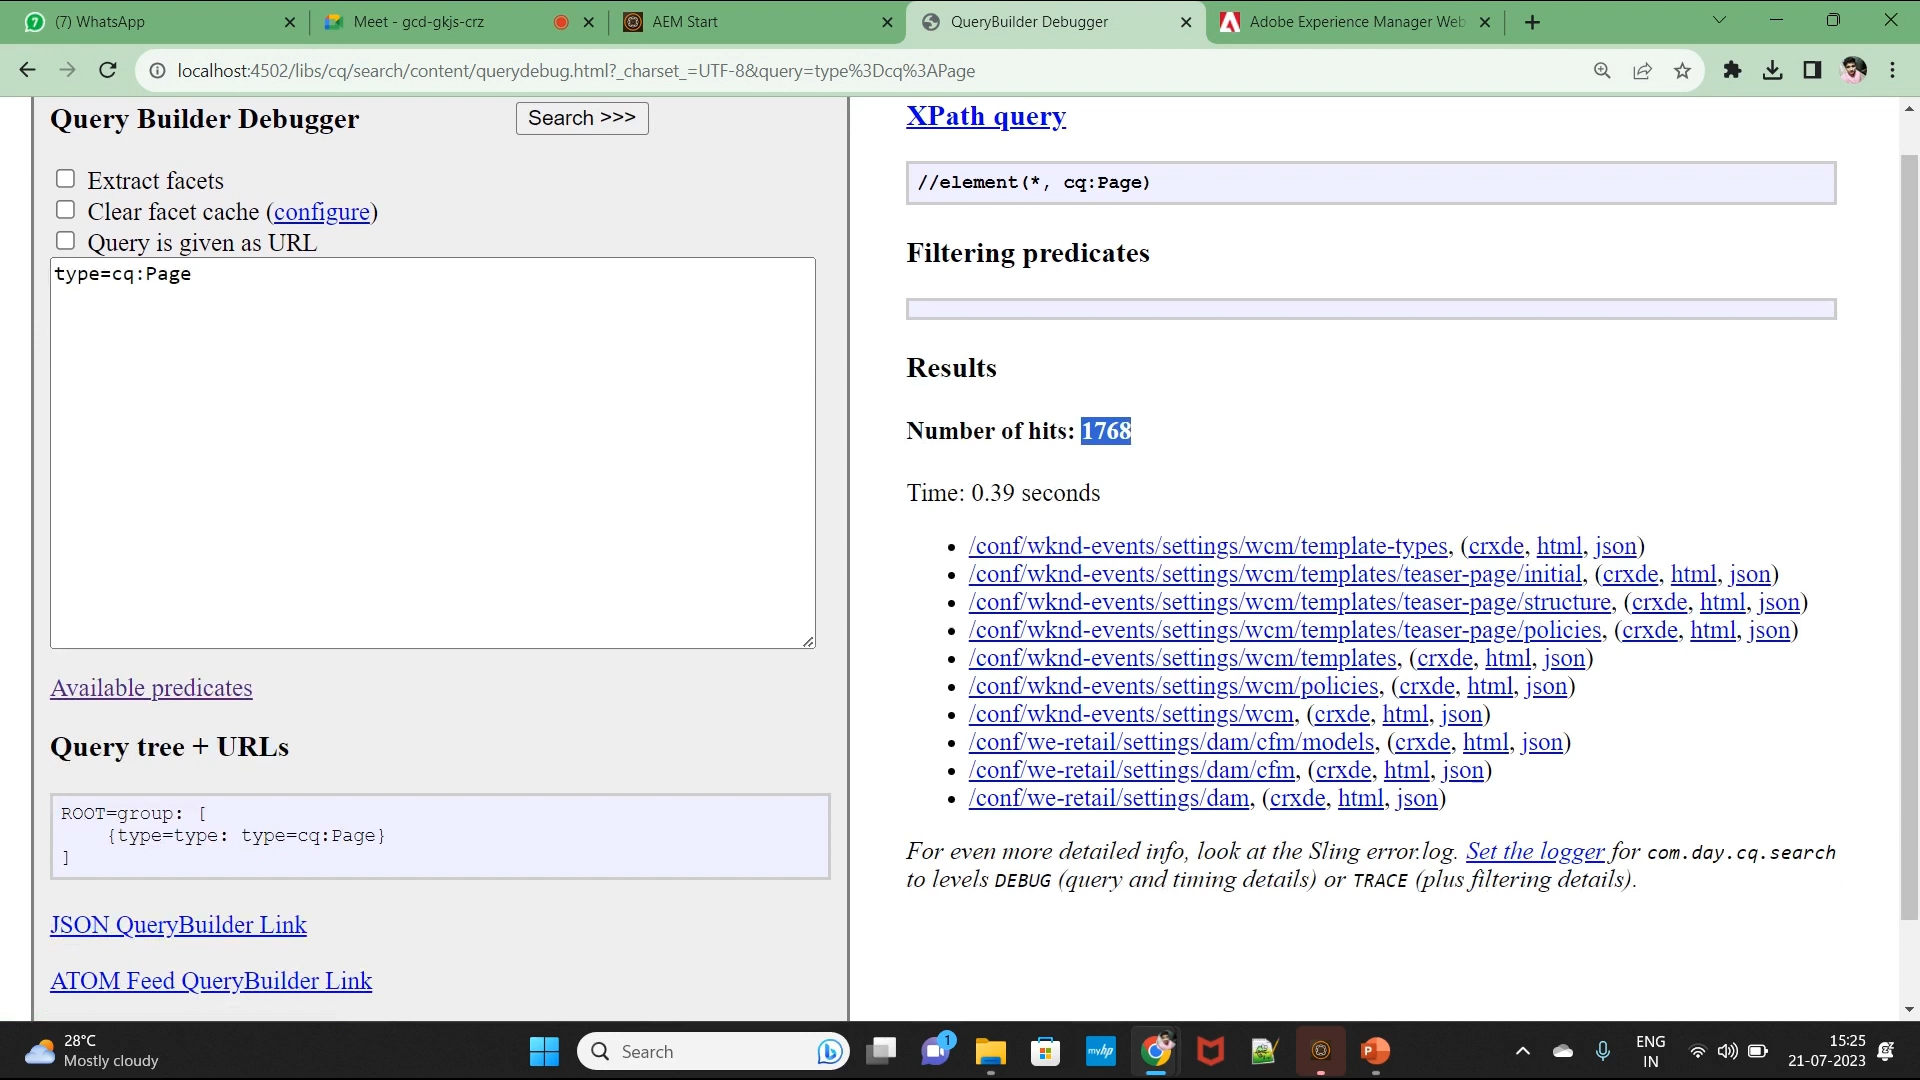 (7) WhatsApp
Meet - gcd-gkjs-crz
AEM Start
QueryBuilder Debugger
Adobe Experience Manager Web
localhost:4502/libs/cq/search/content/querydebug.html?_charset_=UTF-8&query=type%3Dcq%3APage
Query Builder Debugger
Search >>>
Extract facets
Clear facet cache (configure)
Query is given as URL
type=cq:Page
Available predicates
Query tree + URLs
ROOT=group: [
{type=type: type=cq:Page}
]
JSON QueryBuilder Link
ATOM Feed QueryBuilder Link
XPath query
//element(*, cq:Page)
Filtering predicates
Results
Number of hits: 1768
Time: 0.39 seconds
/conf/wknd-events/settings/wcm/template-types, (crxde, html, json)
/conf/wknd-events/settings/wcm/templates/teaser-page/initial, (crxde, html, json)
/conf/wknd-events/settings/wcm/templates/teaser-page/structure, (crxde, html, json)
/conf/wknd-events/settings/wcm/templates/teaser-page/policies, (crxde, html, json)
/conf/wknd-events/settings/wcm/templates, (crxde, html, json)
/conf/wknd-events/settings/wcm/policies, (crxde, html, json)
/conf/wknd-events/settings/wcm, (crxde, html, json)
/conf/we-retail/settings/dam/cfm/models, (crxde, html, json)
/conf/we-retail/settings/dam/cfm, (crxde, html, json)
/conf/we-retail/settings/dam, (crxde, html, json)
For even more detailed info, look at the Sling error.log. Set the logger for com.day.cq.search
to levels DEBUG (query and timing details) or TRACE (plus filtering details).
28°C
Mostly cloudy
Search
1
myhp
ENG
IN
15:25
21-07-2023